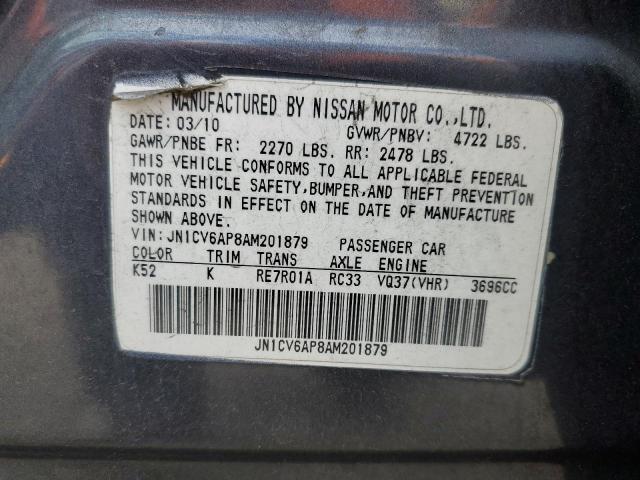 MANUFACTURED BY NISSAN MOTOR CO.,LTD.
DATE: 03/10 GVWR/PNBV: 4722 LBS.
GAWR/PNBE FR: 2270 LBS. RR: 2478 LBS.
THIS VEHICLE CONFORMS TO ALL APPLICABLE FEDERAL
MOTOR VEHICLE SAFETY,BUMPER,AND THEFT PREVENTION
STANDARDS IN EFFECT ON THE DATE OF MANUFACTURE
SHOWN ABOVE.
VIN:JN1CV6AP8AM201879 PASSENGER CAR
COLOR TRIM TRANS AXLE ENGINE
K52 K RE7R01A RC33 VQ37(VHR) 3696CC
JN1CV6AP8AM201879